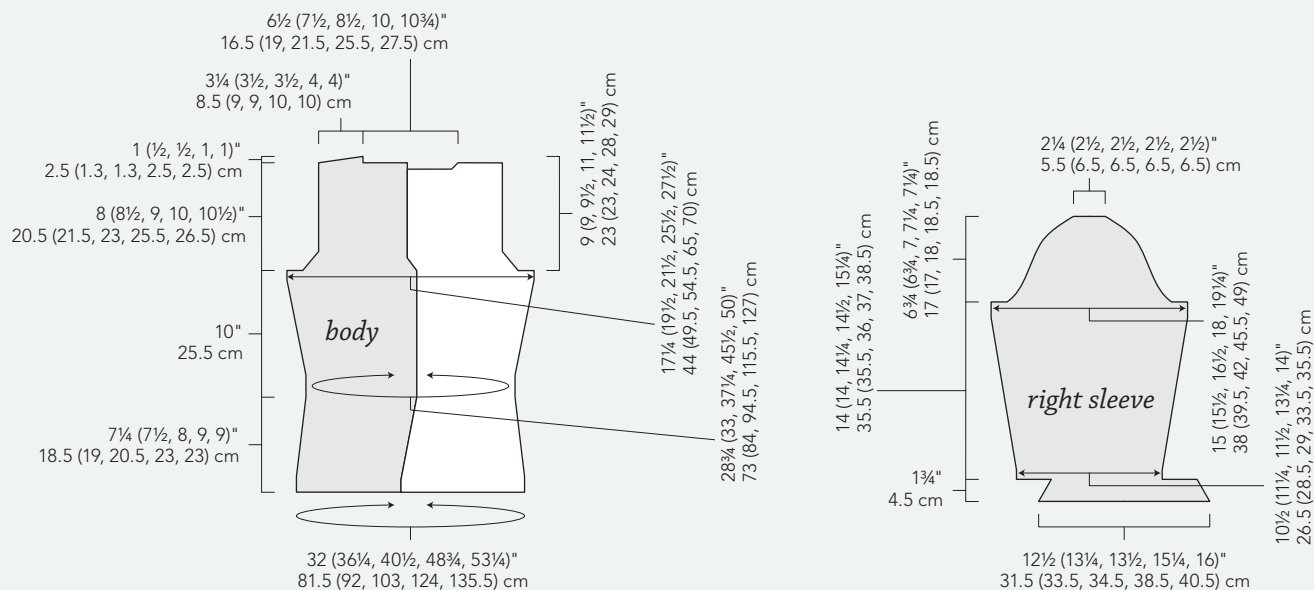 6½ (7½, 8½, 10, 10¾)"
16.5 (19, 21.5, 25.5, 27.5) cm
3¼ (3½, 3½, 4, 4)"
8.5 (9, 9, 10, 10) cm
1 (½, ½, 1, 1)"
2.5 (1.3, 1.3, 2.5, 2.5) cm
8 (8½, 9, 10, 10½)"
20.5 (21.5, 23, 25.5, 26.5) cm
10"
25.5 cm
7¼ (7½, 8, 9, 9)"
18.5 (19, 20.5, 23, 23) cm
body
9 (9, 9½, 11, 11½)"
23 (23, 24, 28, 29) cm
17¼ (19½, 21½, 25½, 27½)"
44 (49.5, 54.5, 65, 70) cm
28¾ (33, 37¼, 45½, 50)"
73 (84, 94.5, 115.5, 127) cm
32 (36¼, 40½, 48¾, 53¼)"
81.5 (92, 103, 124, 135.5) cm
2¼ (2½, 2½, 2½, 2½)"
5.5 (6.5, 6.5, 6.5, 6.5) cm
6¾ (6¾, 7, 7¼, 7¼)"
17 (17, 18, 18.5, 18.5) cm
14 (14, 14¼, 14½, 15¼)"
35.5 (35.5, 36, 37, 38.5) cm
right sleeve
1¾"
4.5 cm
15 (15½, 16½, 18, 19¼)"
38 (39.5, 42, 45.5, 49) cm
10½ (11¼, 11½, 13¼, 14)"
26.5 (28.5, 29, 33.5, 35.5) cm
12½ (13¼, 13½, 15¼, 16)"
31.5 (33.5, 34.5, 38.5, 40.5) cm